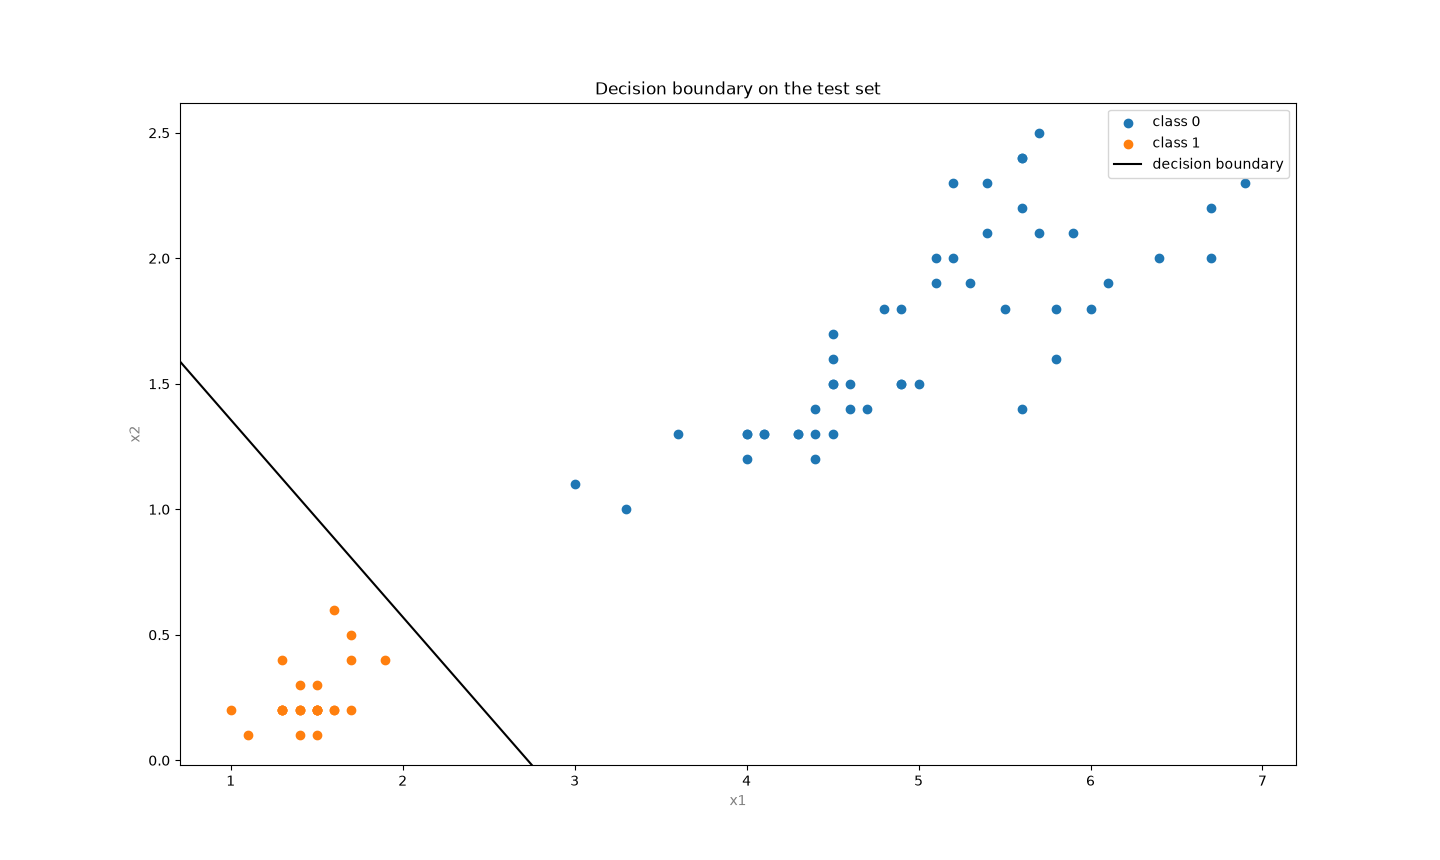 Decision boundary on the test set
class 0
class 1
decision boundary
2.5
2.0
1.5
1.0
0.5
0.0
x2
1 2 3 4 5 6 7
x1